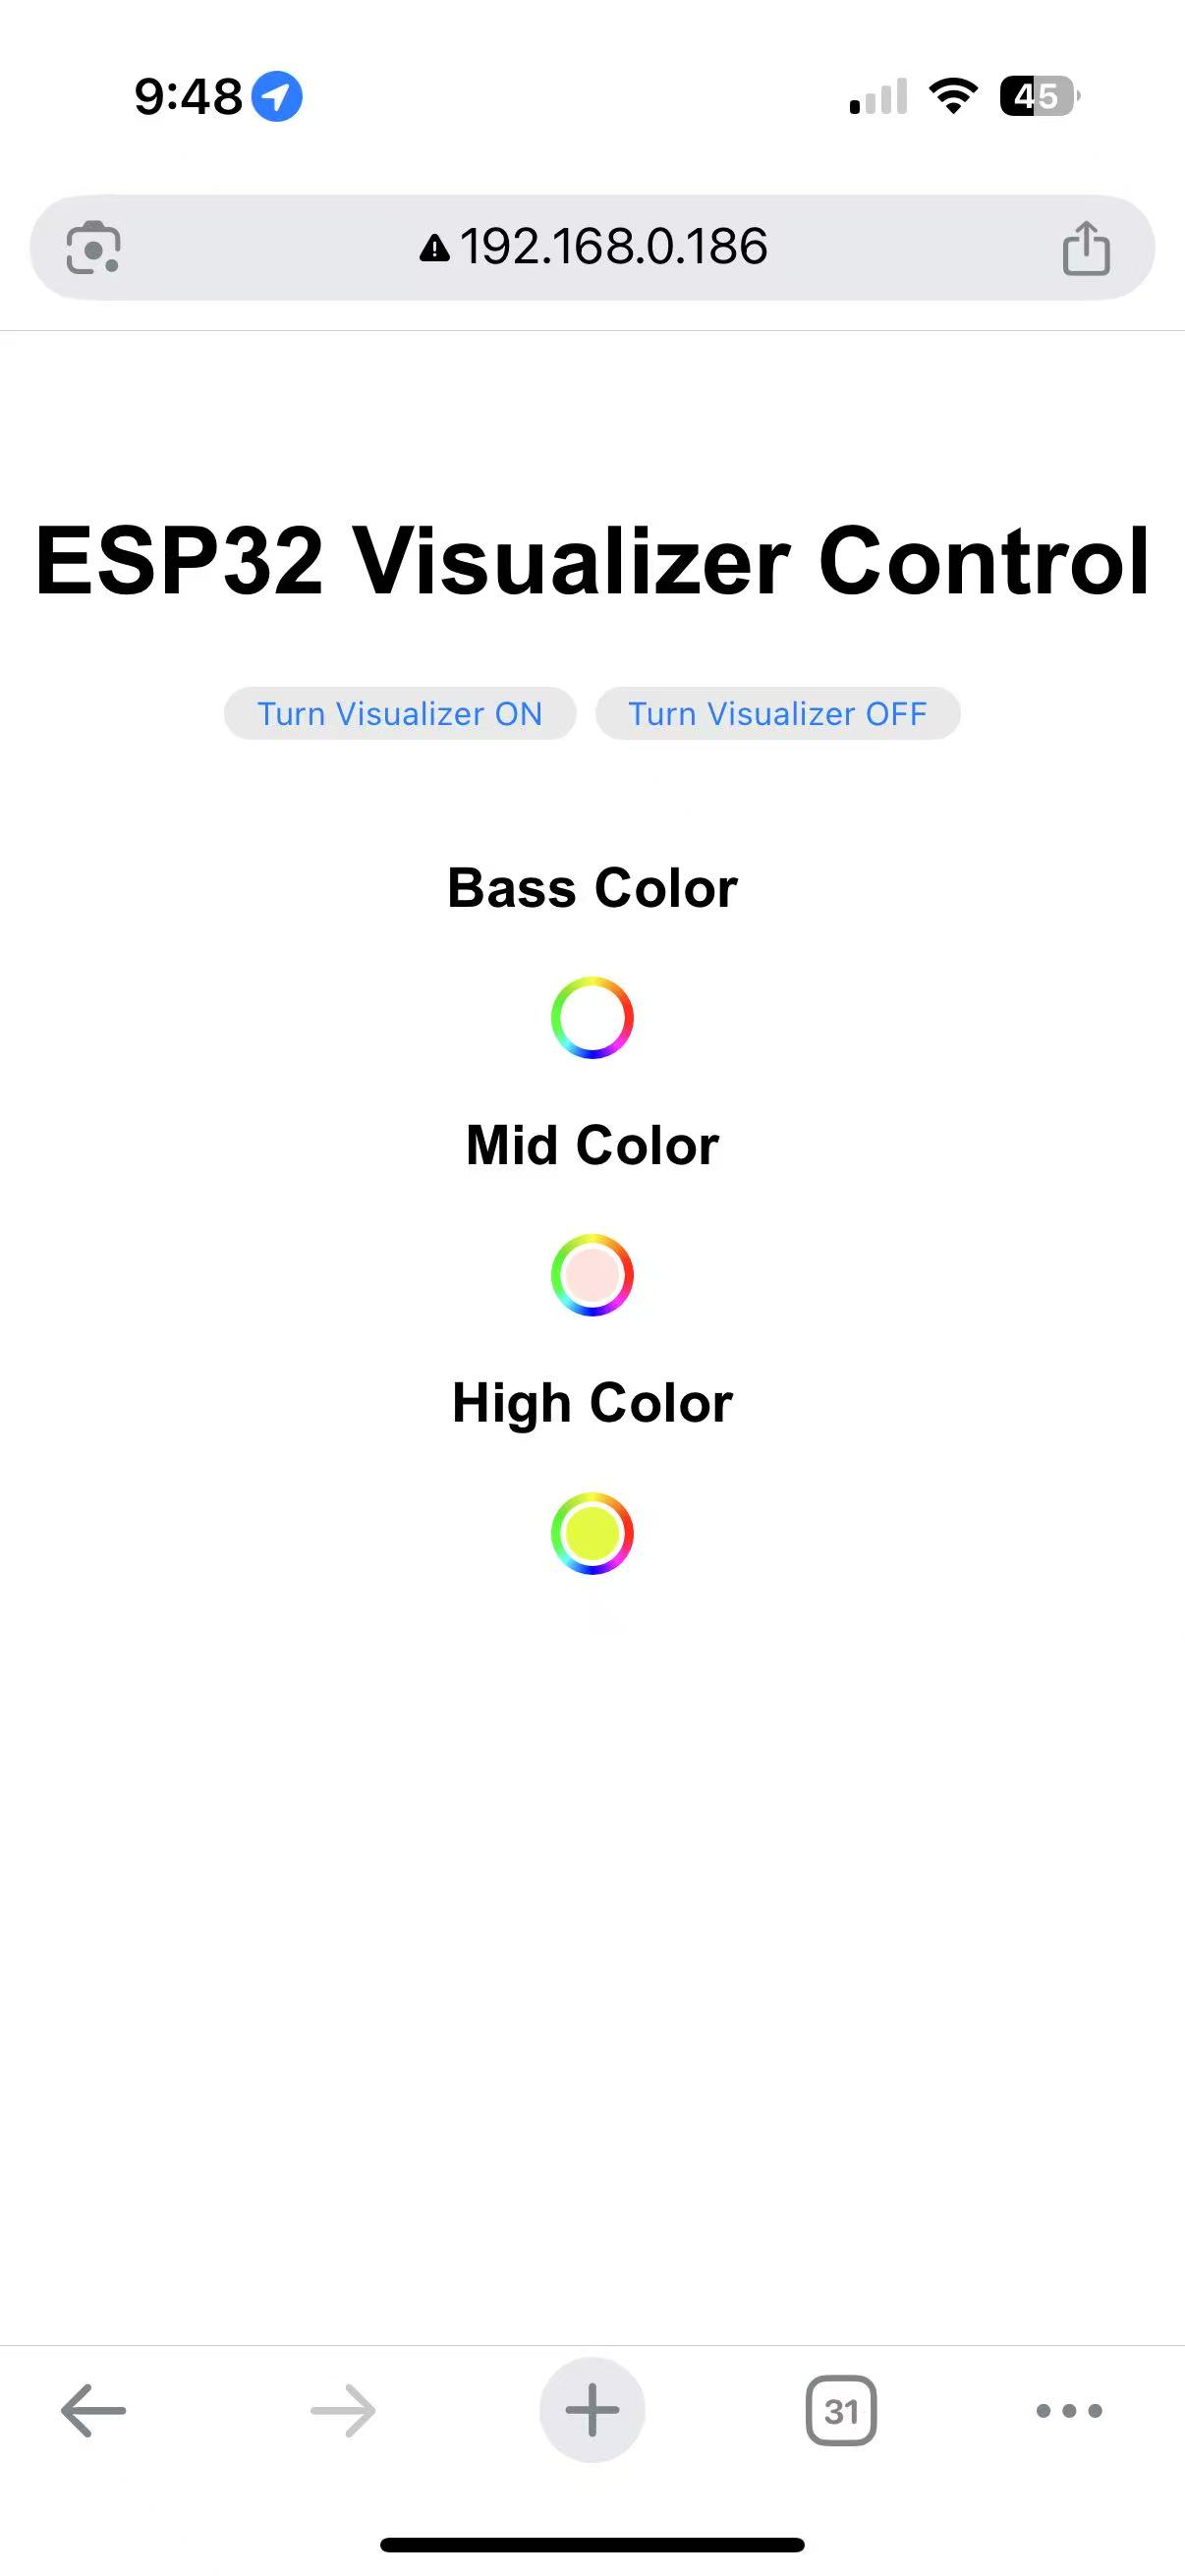 9:48
45
192.168.0.186
ESP32 Visualizer Control
Turn Visualizer ON Turn Visualizer OFF
Bass Color
Mid Color
High Color
31